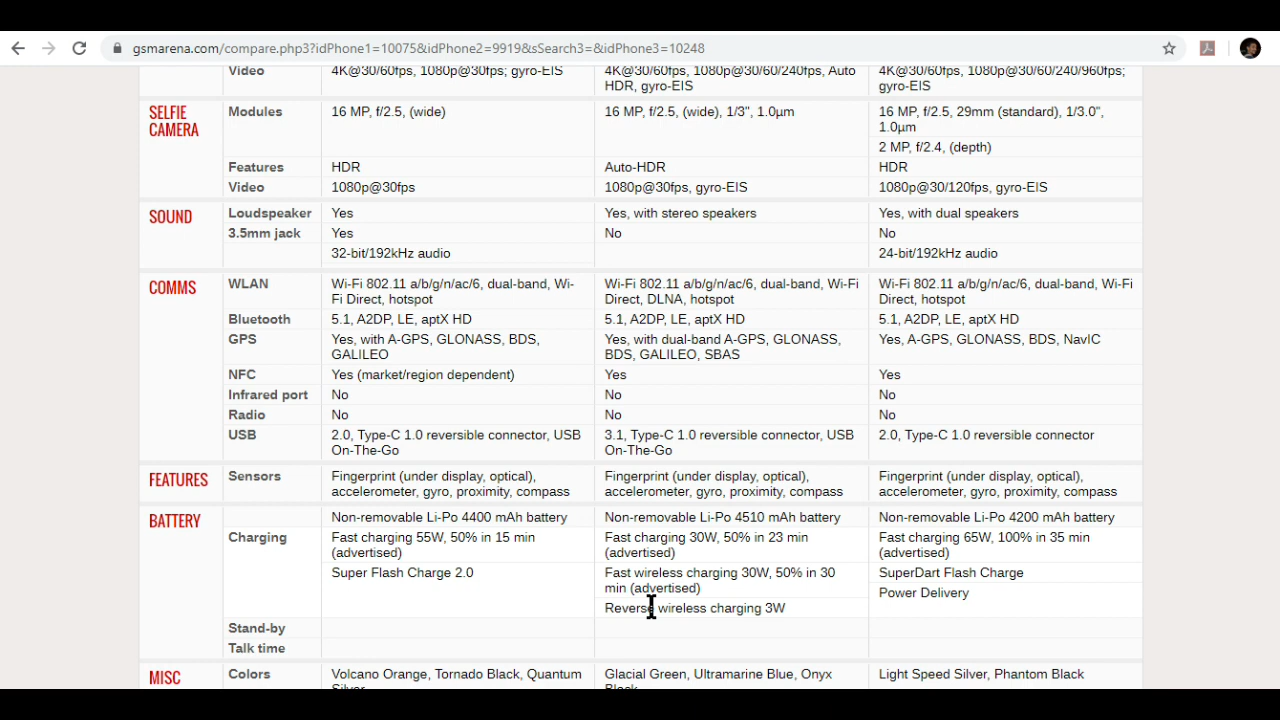 gsmarena.com/compare.php3?idPhone1=10075&idPhone2=9919&sSearch3=&idPhone3=10248
Video 4K@30/60fps, 1080p@30fps; gyro-EIS 4K@30/60fps, 1080p@30/60/240fps, Auto 4K@30/60fps, 1080p@30/60/240/960fps;
HDR, gyro-EIS gyro-EIS
SELFIE Modules 16 MP, f/2.5, (wide) 16 MP, f/2.5, (wide), 1/3", 1.0µm 16 MP, f/2.5, 29mm (standard), 1/3.0",
CAMERA 1.0µm
2 MP, f/2.4, (depth)
Features HDR Auto-HDR HDR
Video 1080p@30fps 1080p@30fps, gyro-EIS 1080p@30/120fps, gyro-EIS
SOUND Loudspeaker Yes Yes, with stereo speakers Yes, with dual speakers
3.5mm jack Yes No No
32-bit/192kHz audio 24-bit/192kHz audio
COMMS WLAN Wi-Fi 802.11 a/b/g/n/ac/6, dual-band, Wi- Wi-Fi 802.11 a/b/g/n/ac/6, dual-band, Wi-Fi Wi-Fi 802.11 a/b/g/n/ac/6, dual-band, Wi-Fi
Fi Direct, hotspot Direct, DLNA, hotspot Direct, hotspot
Bluetooth 5.1, A2DP, LE, aptX HD 5.1, A2DP, LE, aptX HD 5.1, A2DP, LE, aptX HD
GPS Yes, with A-GPS, GLONASS, BDS, Yes, with dual-band A-GPS, GLONASS, Yes, A-GPS, GLONASS, BDS, NavIC
GALILEO BDS, GALILEO, SBAS
NFC Yes (market/region dependent) Yes Yes
Infrared port No No No
Radio No No No
USB 2.0, Type-C 1.0 reversible connector, USB 3.1, Type-C 1.0 reversible connector, USB 2.0, Type-C 1.0 reversible connector
On-The-Go On-The-Go
FEATURES Sensors Fingerprint (under display, optical), Fingerprint (under display, optical), Fingerprint (under display, optical),
accelerometer, gyro, proximity, compass accelerometer, gyro, proximity, compass accelerometer, gyro, proximity, compass
BATTERY Non-removable Li-Po 4400 mAh battery Non-removable Li-Po 4510 mAh battery Non-removable Li-Po 4200 mAh battery
Charging Fast charging 55W, 50% in 15 min Fast charging 30W, 50% in 23 min Fast charging 65W, 100% in 35 min
(advertised) (advertised) (advertised)
Super Flash Charge 2.0 Fast wireless charging 30W, 50% in 30 SuperDart Flash Charge
min (advertised) Power Delivery
Reverse wireless charging 3W
Stand-by
Talk time
MISC Colors Volcano Orange, Tornado Black, Quantum Glacial Green, Ultramarine Blue, Onyx Light Speed Silver, Phantom Black
Silver Black